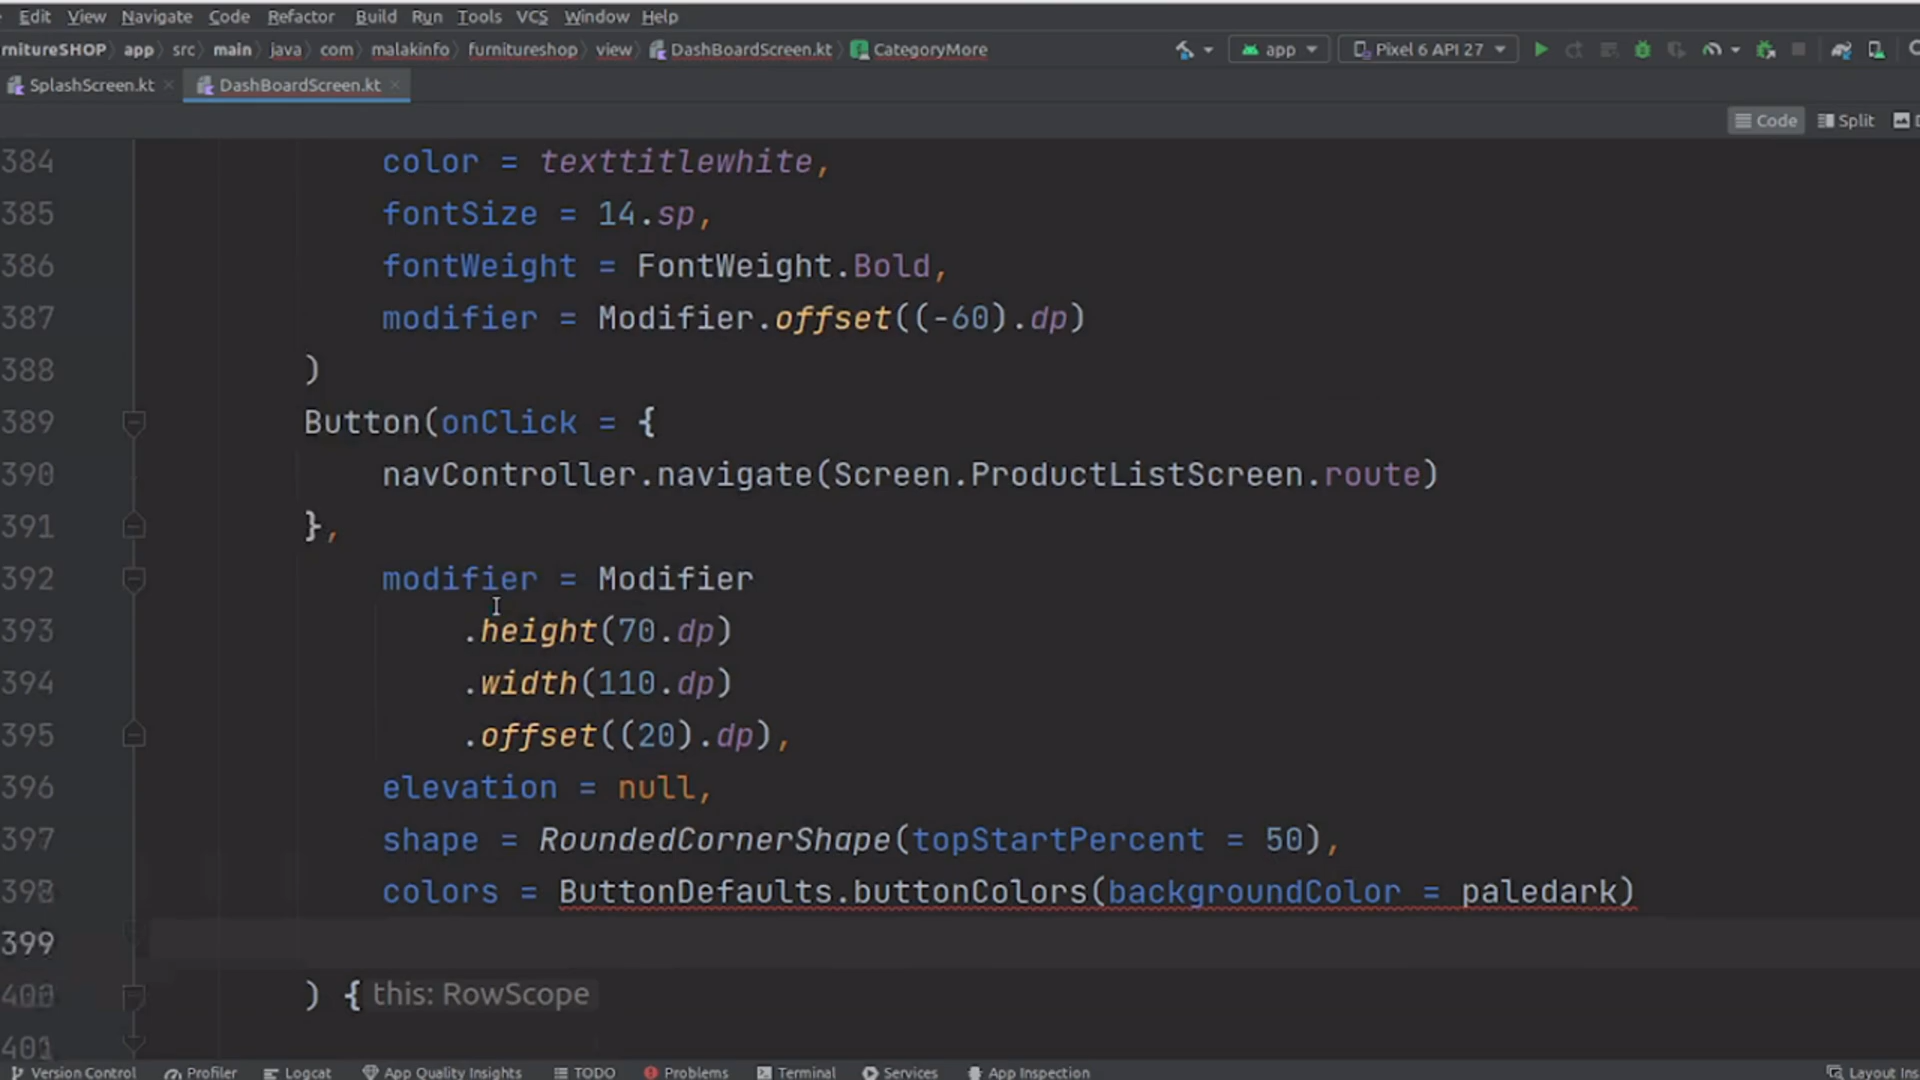 Edit View Navigate Code Refactor Build Run Tools VCS Window Help
rnitureSHOP app src main java com malakinfo furnitureshop view DashBoardScreen.kt CategoryMore app Pixel 6 API 27
SplashScreen.kt DashBoardScreen.kt
Code Split
384 color = texttitlewhite,
385 fontSize = 14.sp,
386 fontWeight = FontWeight.Bold,
387 modifier = Modifier.offset((-60).dp)
388 )
389 Button(onClick = {
390 navController.navigate(Screen.ProductListScreen.route)
391 },
392 modifier = Modifier
393 .height(70.dp)
394 .width(110.dp)
395 .offset((20).dp),
396 elevation = null,
397 shape = RoundedCornerShape(topStartPercent = 50),
398 colors = ButtonDefaults.buttonColors(backgroundColor = paledark)
399
400 ) { this: RowScope
401
Version Control Profiler Logcat App Quality Insights TODO Problems Terminal Services App Inspection Layout Ins